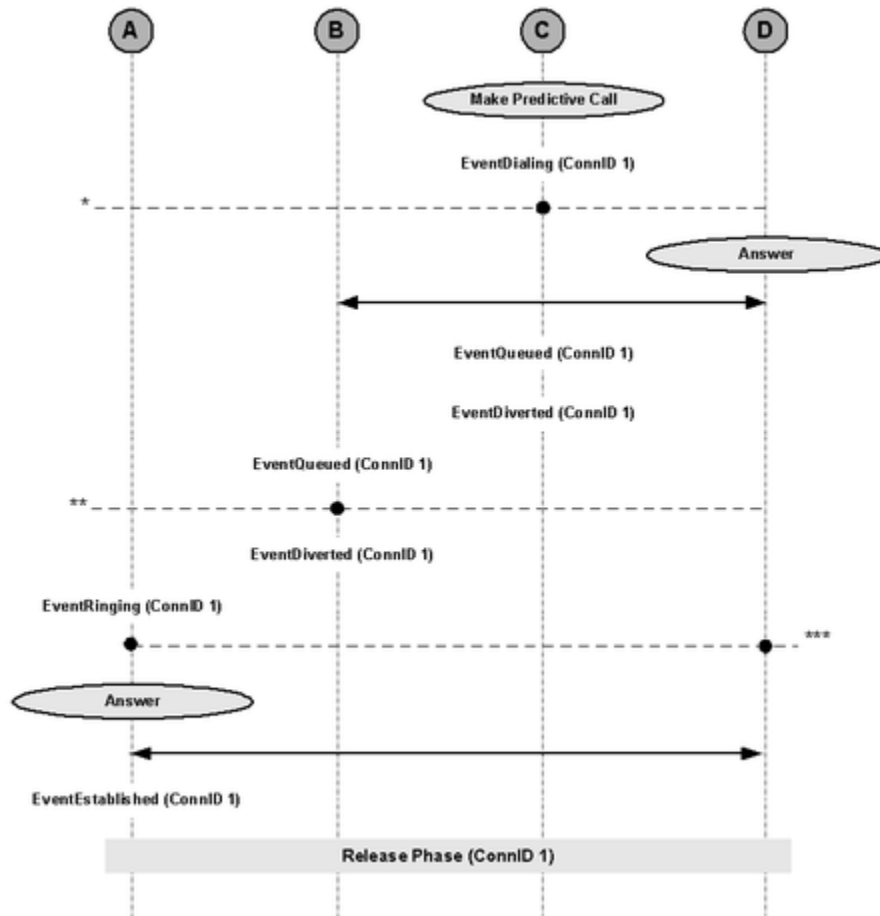 A B C D
Make Predictive Call
EventDialing (ConnID 1)
*
Answer
EventQueued (ConnID 1)
EventDiverted (ConnID 1)
EventQueued (ConnID 1)
**
EventDiverted (ConnID 1)
EventRinging (ConnID 1)
***
Answer
EventEstablished (ConnID 1)
Release Phase (ConnID 1)